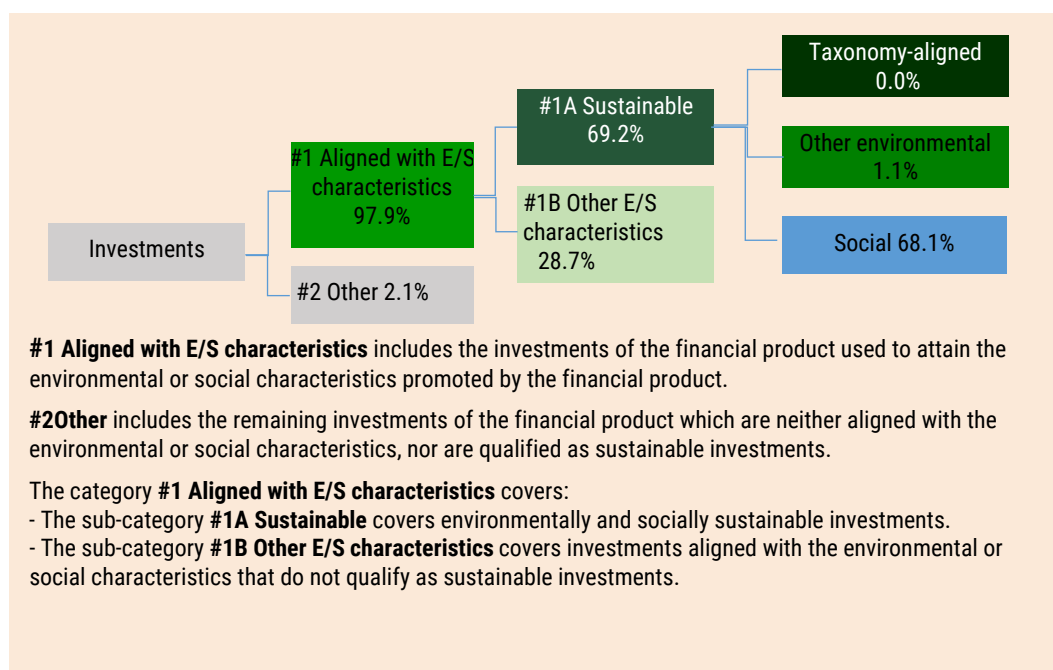 Taxonomy-aligned
0.0%
#1A Sustainable
69.2%
Other environmental
1.1%
#1 Aligned with E/S
characteristics
97.9%
#1B Other E/S
characteristics
28.7%
Investments
Social 68.1%
#2 Other 2.1%
#1 Aligned with E/S characteristics includes the investments of the financial product used to attain the
environmental or social characteristics promoted by the financial product.
#2Other includes the remaining investments of the financial product which are neither aligned with the
environmental or social characteristics, nor are qualified as sustainable investments.
The category #1 Aligned with E/S characteristics covers:
- The sub-category #1A Sustainable covers environmentally and socially sustainable investments.
- The sub-category #1B Other E/S characteristics covers investments aligned with the environmental or
social characteristics that do not qualify as sustainable investments.